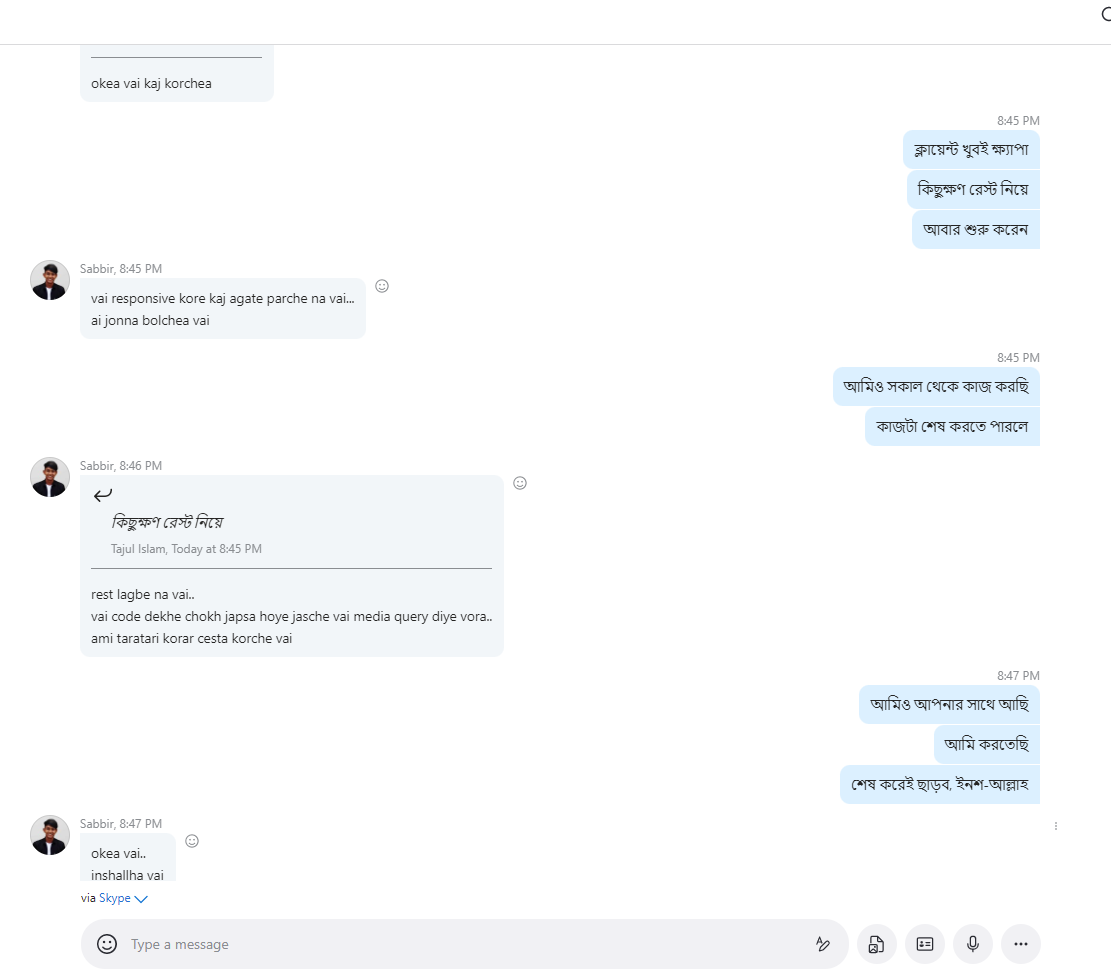 okea vai kaj korchea
8:45 PM
ক্লায়েন্ট খুবই ক্ষ্যাপা
কিছুক্ষণ রেস্ট নিয়ে
আবার শুরু করেন
Sabbir, 8:45 PM
vai responsive kore kaj agate parche na vai...
ai jonna bolchea vai
8:45 PM
আমিও সকাল থেকে কাজ করছি
কাজটা শেষ করতে পারলে
Sabbir, 8:46 PM
কিছুক্ষণ রেস্ট নিয়ে
Tajul Islam, Today at 8:45 PM
rest lagbe na vai..
vai code dekhe chokh japsa hoye jasche vai media query diye vora..
ami taratari korar cesta korche vai
8:47 PM
আমিও আপনার সাথে আছি
আমি করতেছি
শেষ করেই ছাড়ব, ইনশ-আল্লাহ
Sabbir, 8:47 PM
okea vai..
inshallha vai
via Skype
Type a message